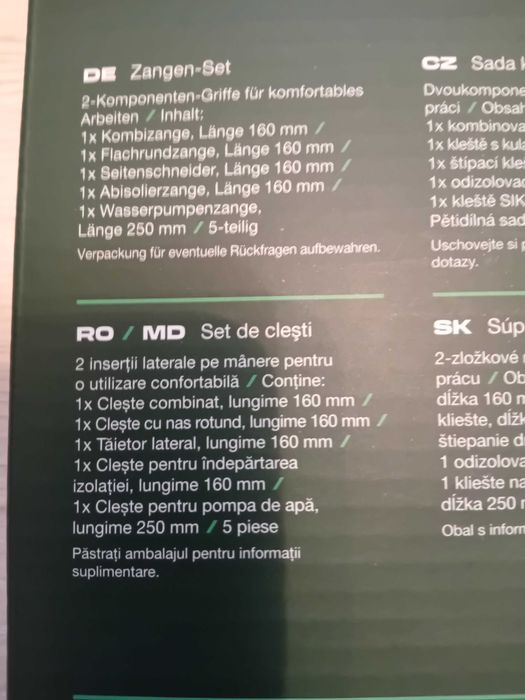 DE Zangen-Set
2-Komponenten-Griffe für komfortables
Arbeiten / Inhalt:
1x Kombizange, Länge 160 mm /
1x Flachrundzange, Länge 160 mm /
1x Seitenschneider, Länge 160 mm /
1x Abisolierzange, Länge 160 mm /
1x Wasserpumpenzange,
Länge 250 mm / 5-teilig
Verpackung für eventuelle Rückfragen aufbewahren.
RO / MD Set de clești
2 inserții laterale pe mânere pentru
o utilizare confortabilă / Conține:
1x Clește combinat, lungime 160 mm /
1x Clește cu nas rotund, lungime 160 mm /
1x Tăietor lateral, lungime 160 mm /
1x Clește pentru îndepărtarea
izolației, lungime 160 mm /
1x Clește pentru pompa de apă,
lungime 250 mm / 5 piese
Păstrați ambalajul pentru informații
suplimentare.
CZ Sada
Dvoukompone
práci / Obsah
1x kombinova
1x kleště s kula
1x štípací kleš
1x odizolovac
1x kleště SIK
Pětidílná sad
Uschovejte si p
dotazy.
SK Súp
2-zložkové
prácu / Ob
dĺžka 160 m
kliešte, dĺžk
štiepanie d
1 odizolova
1 kliešte na
dĺžka 250 m
Obal s inform